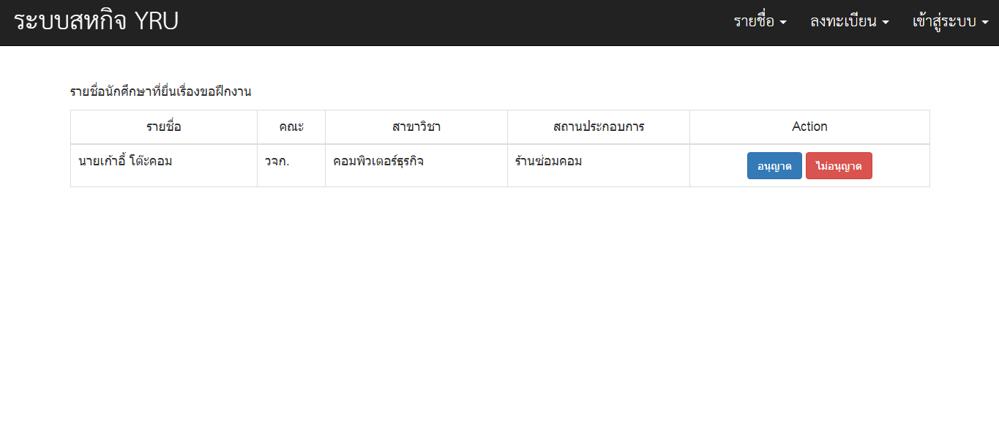 ระบบสหกิจ YRU รายชื่อ ลงทะเบียน เข้าสู่ระบบ
รายชื่อนักศึกษาที่ยื่นเรื่องขอฝึกงาน
รายชื่อ คณะ สาขาวิชา สถานประกอบการ Action
นายเก้าอี้ โต๊ะคอม วจก. คอมพิวเตอร์ธุรกิจ ร้านซ่อมคอม อนุญาต ไม่อนุญาต